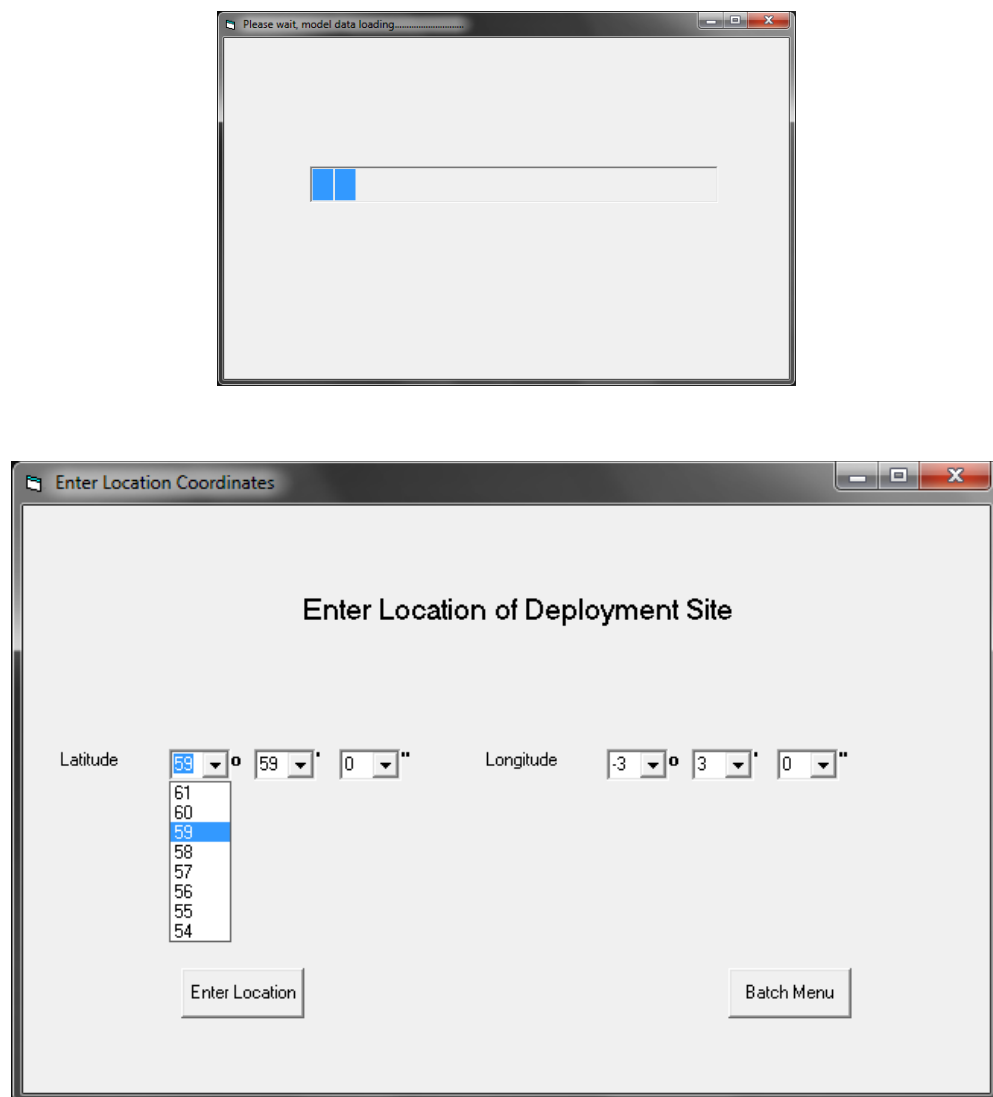 Please wait, model data loading............................
Enter Location Coordinates
Enter Location of Deployment Site
Latitude 59 o 59 ' 0 " Longitude -3 o 3 ' 0 "
61
60
59
58
57
56
55
54
Enter Location Batch Menu